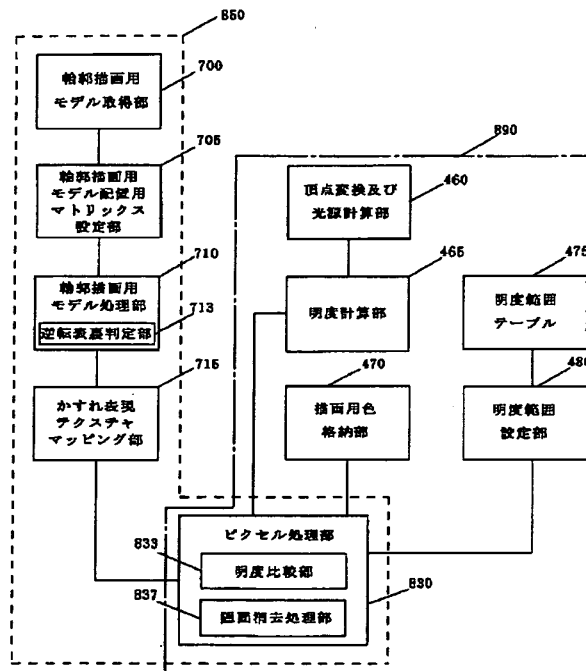 850
輪郭描画用
モデル取得部
700
705
輪郭描画用
モデル配置用
マトリックス
設定部
710
輪郭描画用
モデル処理部
713
逆転表裏判定部
715
かすれ表現
テクスチャ
マッピング部
890
頂点変換及び
光源計算部
460
465
明度計算部
475
明度範囲
テーブル
470
描画用色
格納部
480
明度範囲
設定部
ピクセル処理部
833
明度比較部
837
隠面消去処理部
830